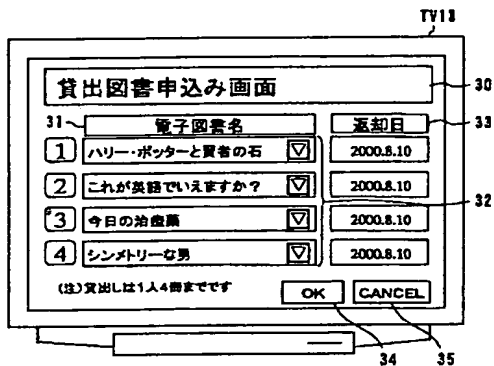 TV13
貸出図書申込み画面
30
31 電子図書名 返却日 33
1 ハリー・ポッターと賢者の石 ▽ 2000.8.10
2 これが英語でいえますか? ▽ 2000.8.10
32
3 今日の治療薬 ▽ 2000.8.10
4 シンメトリーな男 ▽ 2000.8.10
(注)貸出しは1人4冊までです OK CANCEL
34 35